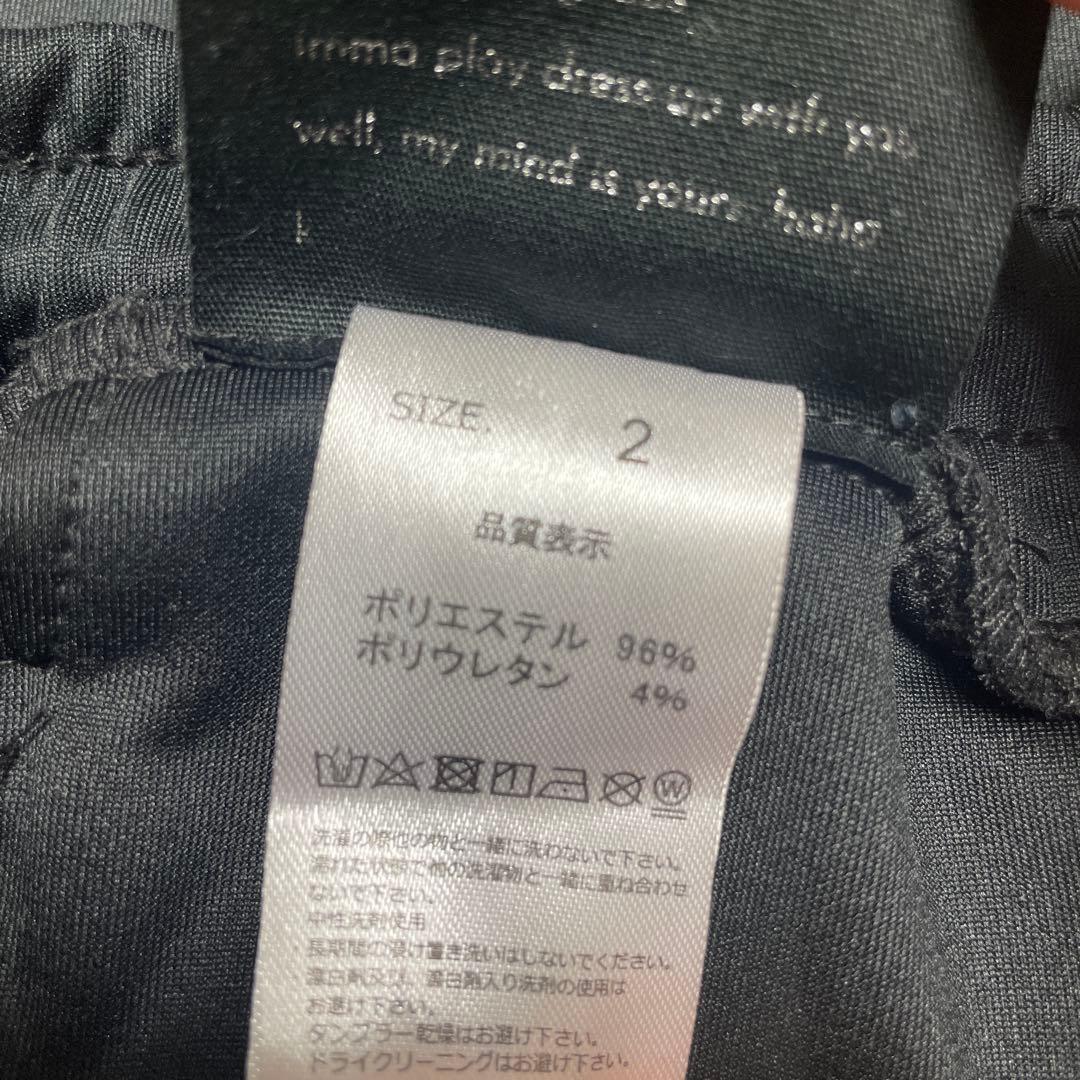 imma play dress up with you
well, my mind is yours
SIZE. 2
品質表示
ポリエステル 96%
ポリウレタン 4%
W
洗濯の際他の物と一緒に洗わないで下さい。
濡れた状態で他の洗濯物と一緒に重ね合わせ
ないで下さい。
中性洗剤使用
長期間の浸け置き洗いはしないでください。
漂白剤又は、漂白剤入り洗剤の使用は
お避け下さい。
タンブラー乾燥はお避け下さい。
ドライクリーニングはお避け下さい。